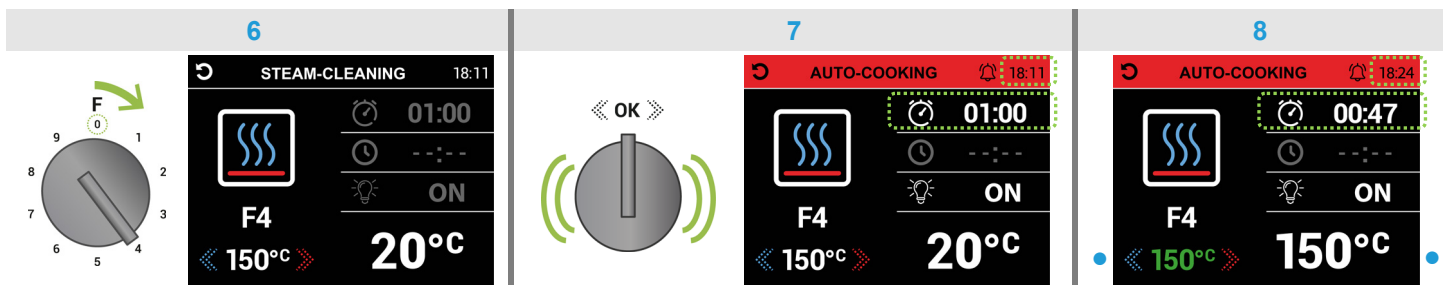 6
7
8
F
0
1
2
3
4
5
6
7
8
9
STEAM-CLEANING 18:11
01:00
--:--
ON
F4
150°C 20°C
OK
AUTO-COOKING 18:11
01:00
--:--
ON
F4
150°C 20°C
AUTO-COOKING 18:24
00:47
--:--
ON
F4
150°C 150°C